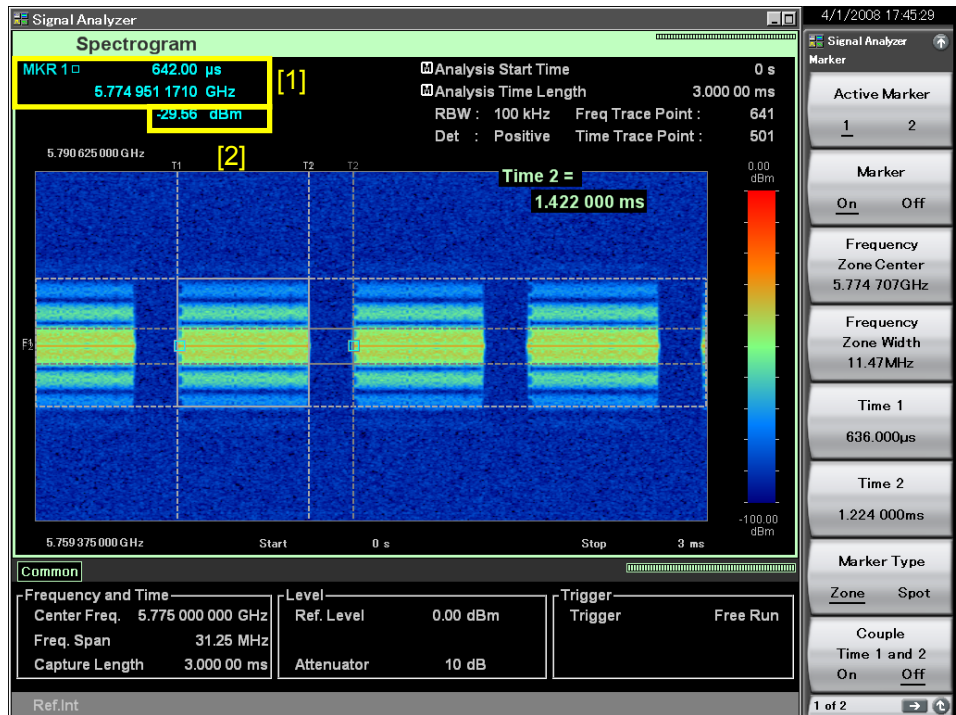 Signal Analyzer
Spectrogram
MKR 1 642.00 µs
5.774 951 1710 GHz
-29.56 dBm
[1]
[2]
M Analysis Start Time 0 s
M Analysis Time Length 3.000 00 ms
RBW : 100 kHz Freq Trace Point : 641
Det : Positive Time Trace Point : 501
5.790 625 000 GHz
T1 T2 T2
Time 2 =
1.422 000 ms
0.00
dBm
F2
-100.00
dBm
5.759 375 000 GHz Start 0 s Stop 3 ms
Common
Frequency and Time
Center Freq. 5.775 000 000 GHz
Freq. Span 31.25 MHz
Capture Length 3.000 00 ms
Level
Ref. Level 0.00 dBm
Attenuator 10 dB
Trigger
Trigger Free Run
Ref.Int
4/1/2008 17:45:29
Signal Analyzer
Marker
Active Marker
1 2
Marker
On Off
Frequency
Zone Center
5.774 707GHz
Frequency
Zone Width
11.47MHz
Time 1
636.000µs
Time 2
1.224 000ms
Marker Type
Zone Spot
Couple
Time 1 and 2
On Off
1 of 2